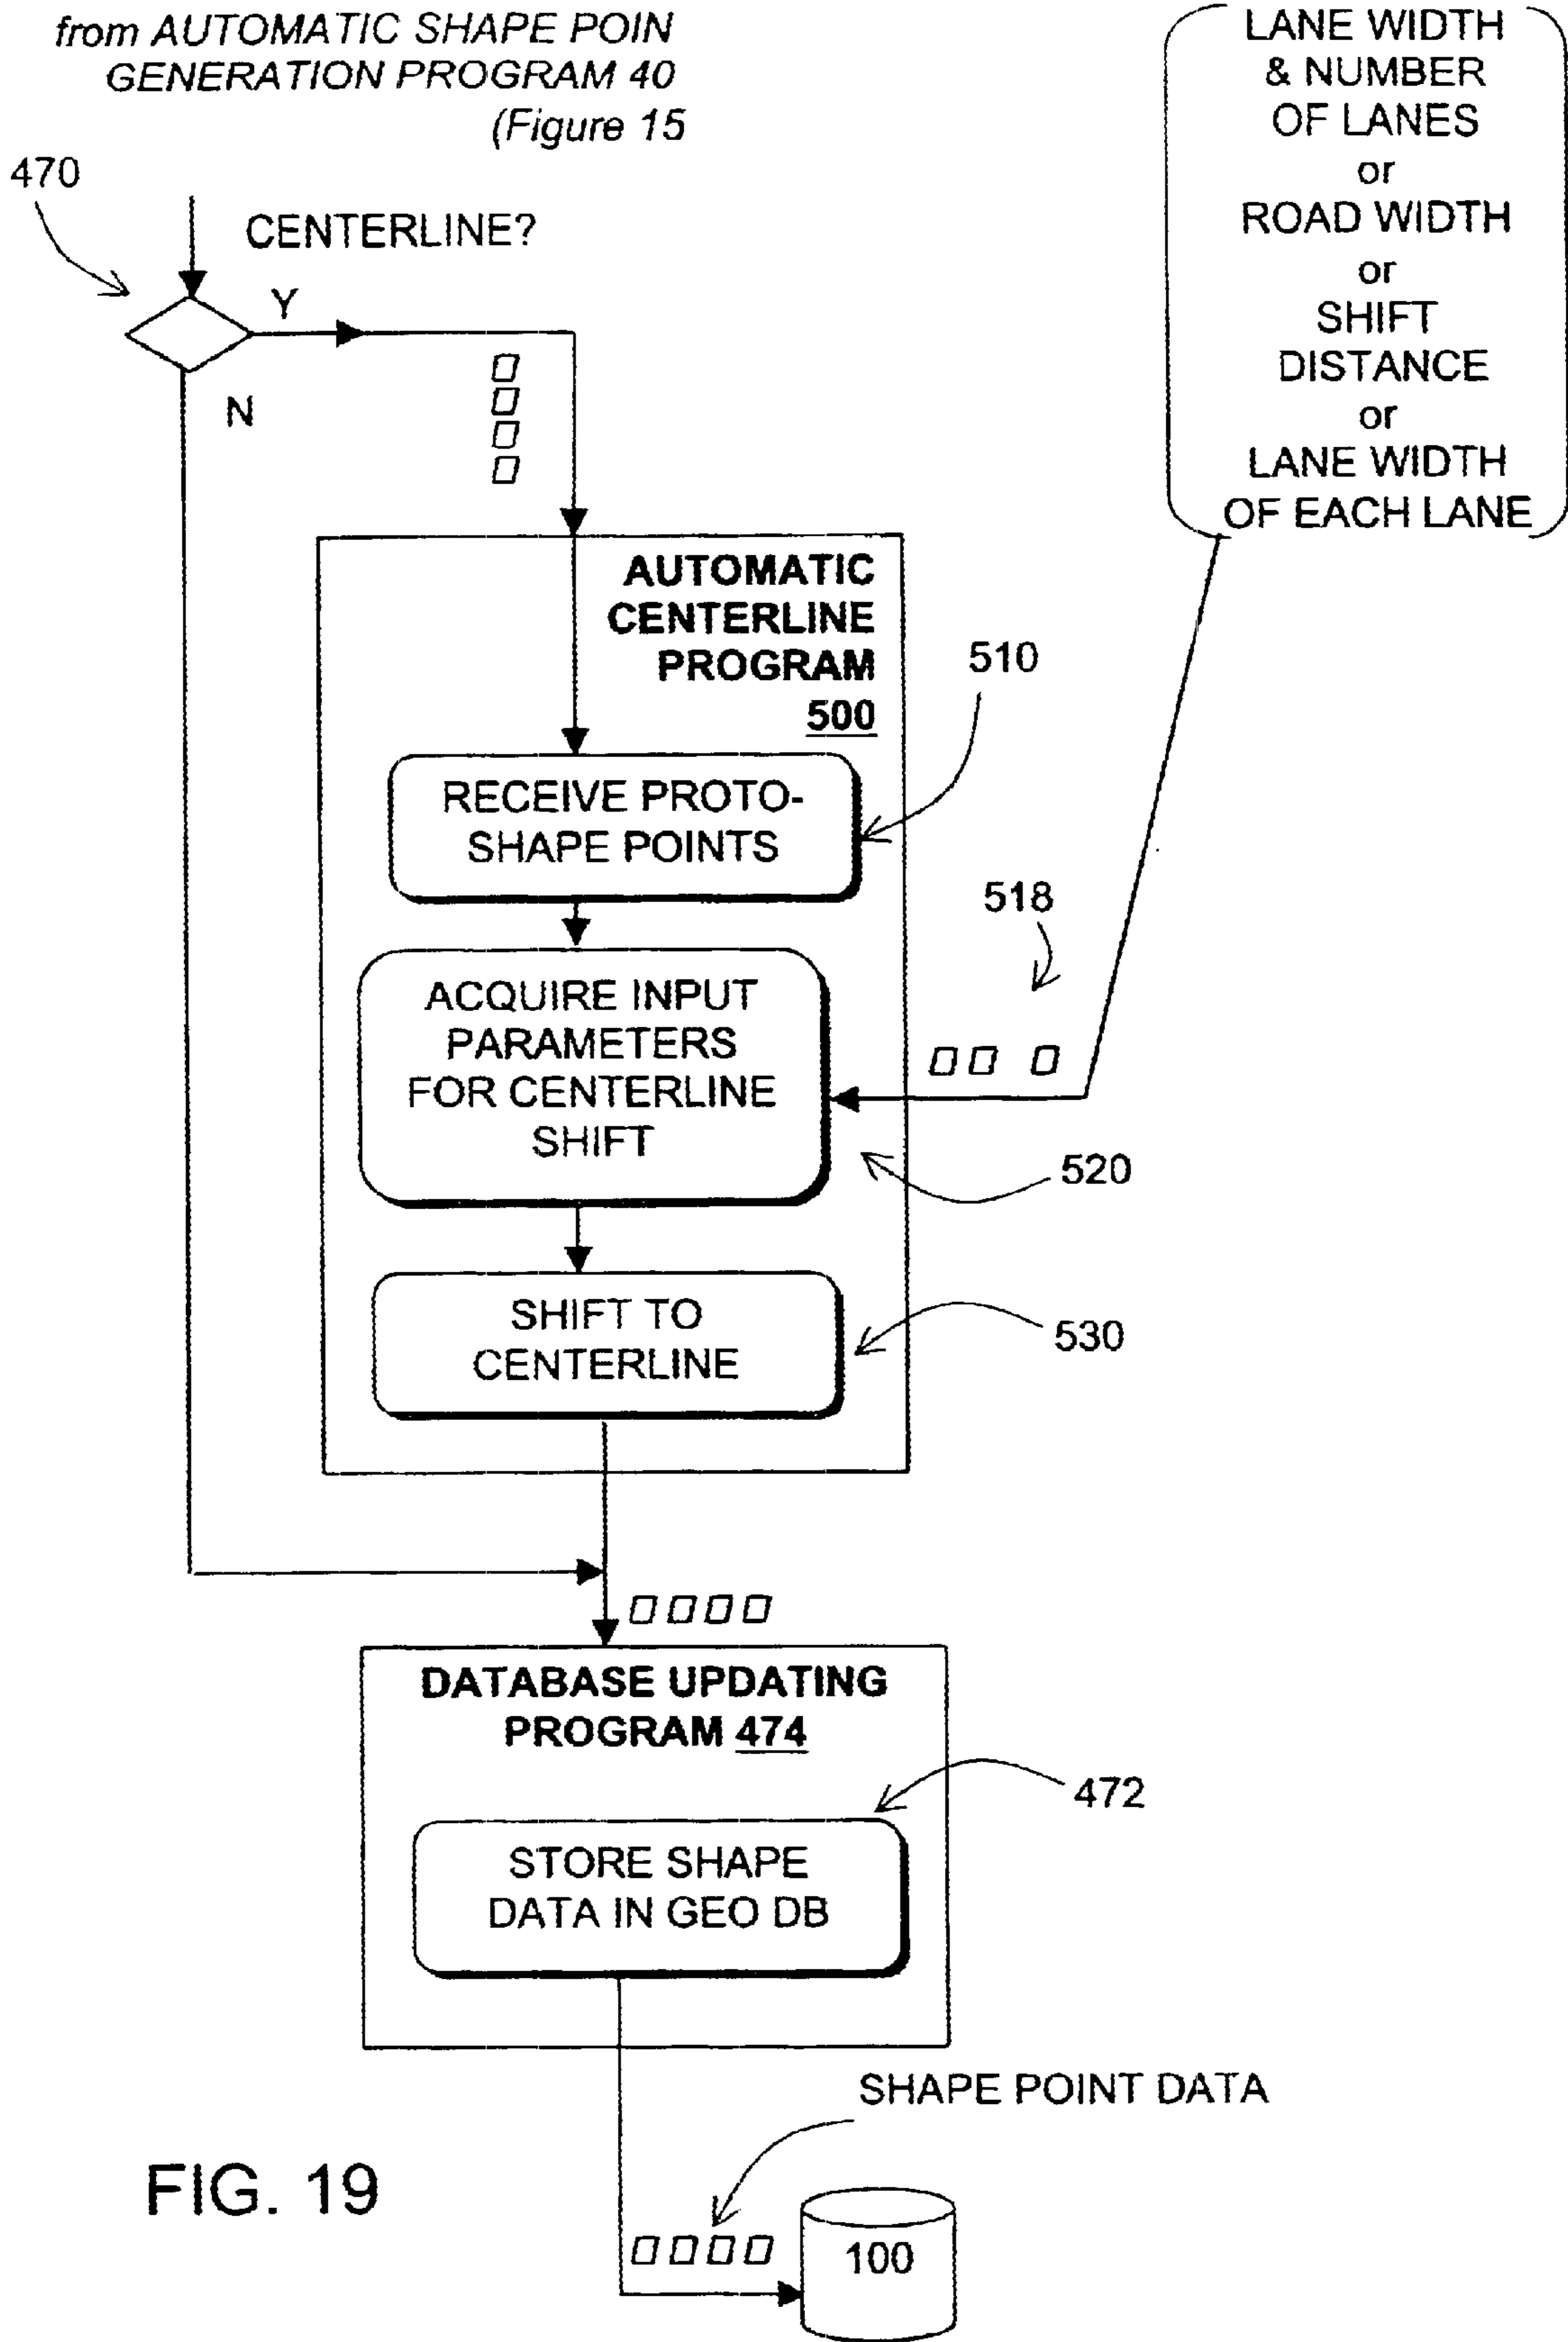 from AUTOMATIC SHAPE POIN
GENERATION PROGRAM 40
(Figure 15
470
CENTERLINE?
Y
N
LANE WIDTH
& NUMBER
OF LANES
or
ROAD WIDTH
or
SHIFT
DISTANCE
or
LANE WIDTH
OF EACH LANE
AUTOMATIC
CENTERLINE
PROGRAM
500
510
RECEIVE PROTO-
SHAPE POINTS
518
ACQUIRE INPUT
PARAMETERS
FOR CENTERLINE
SHIFT
520
SHIFT TO
CENTERLINE
530
DATABASE UPDATING
PROGRAM 474
472
STORE SHAPE
DATA IN GEO DB
SHAPE POINT DATA
FIG. 19
100